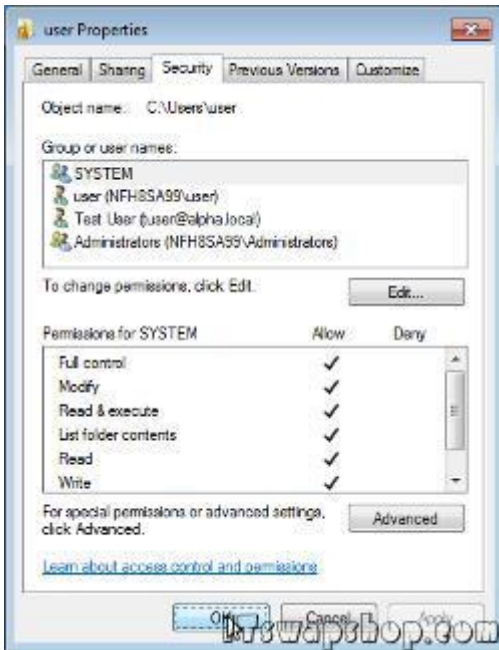 user Properties
General Sharing Security Previous Versions Customize
Object name: C:\Users\user
Group or user names:
SYSTEM
user (NFH8SA99\user)
Test User (tuser@alpha.local)
Administrators (NFH8SA99\Administrators)
To change permissions, click Edit.
Edit...
Permissions for SYSTEM Allow Deny
Full control
Modify
Read & execute
List folder contents
Read
Write
For special permissions or advanced settings,
click Advanced.
Advanced
Learn about access control and permissions
OK Cancel Apply